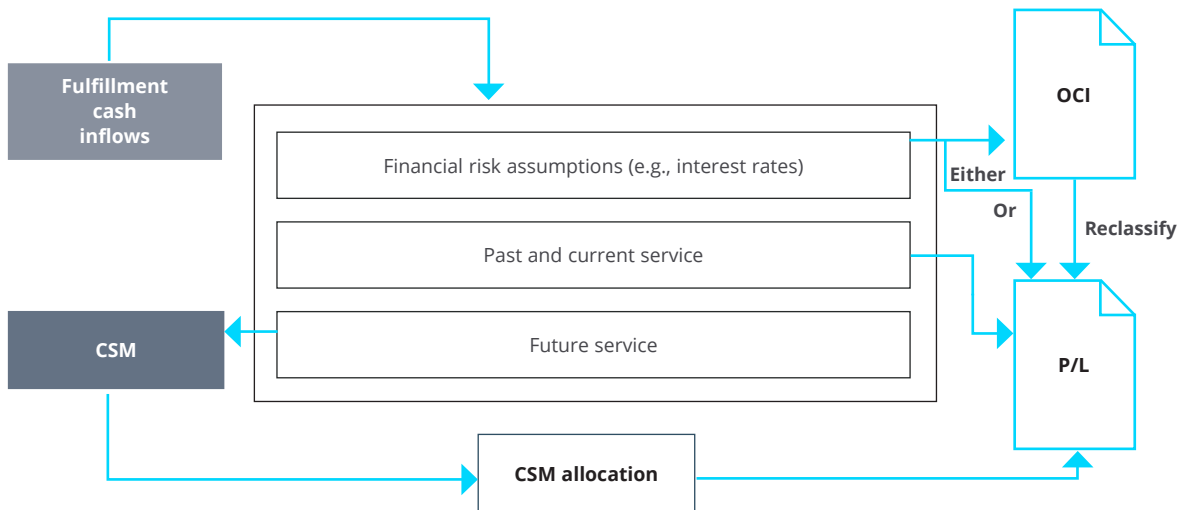 Fulfillment
cash
inflows
OCI
Financial risk assumptions (e.g., interest rates)
Either
Or
Reclassify
Past and current service
CSM
Future service
P/L
CSM allocation